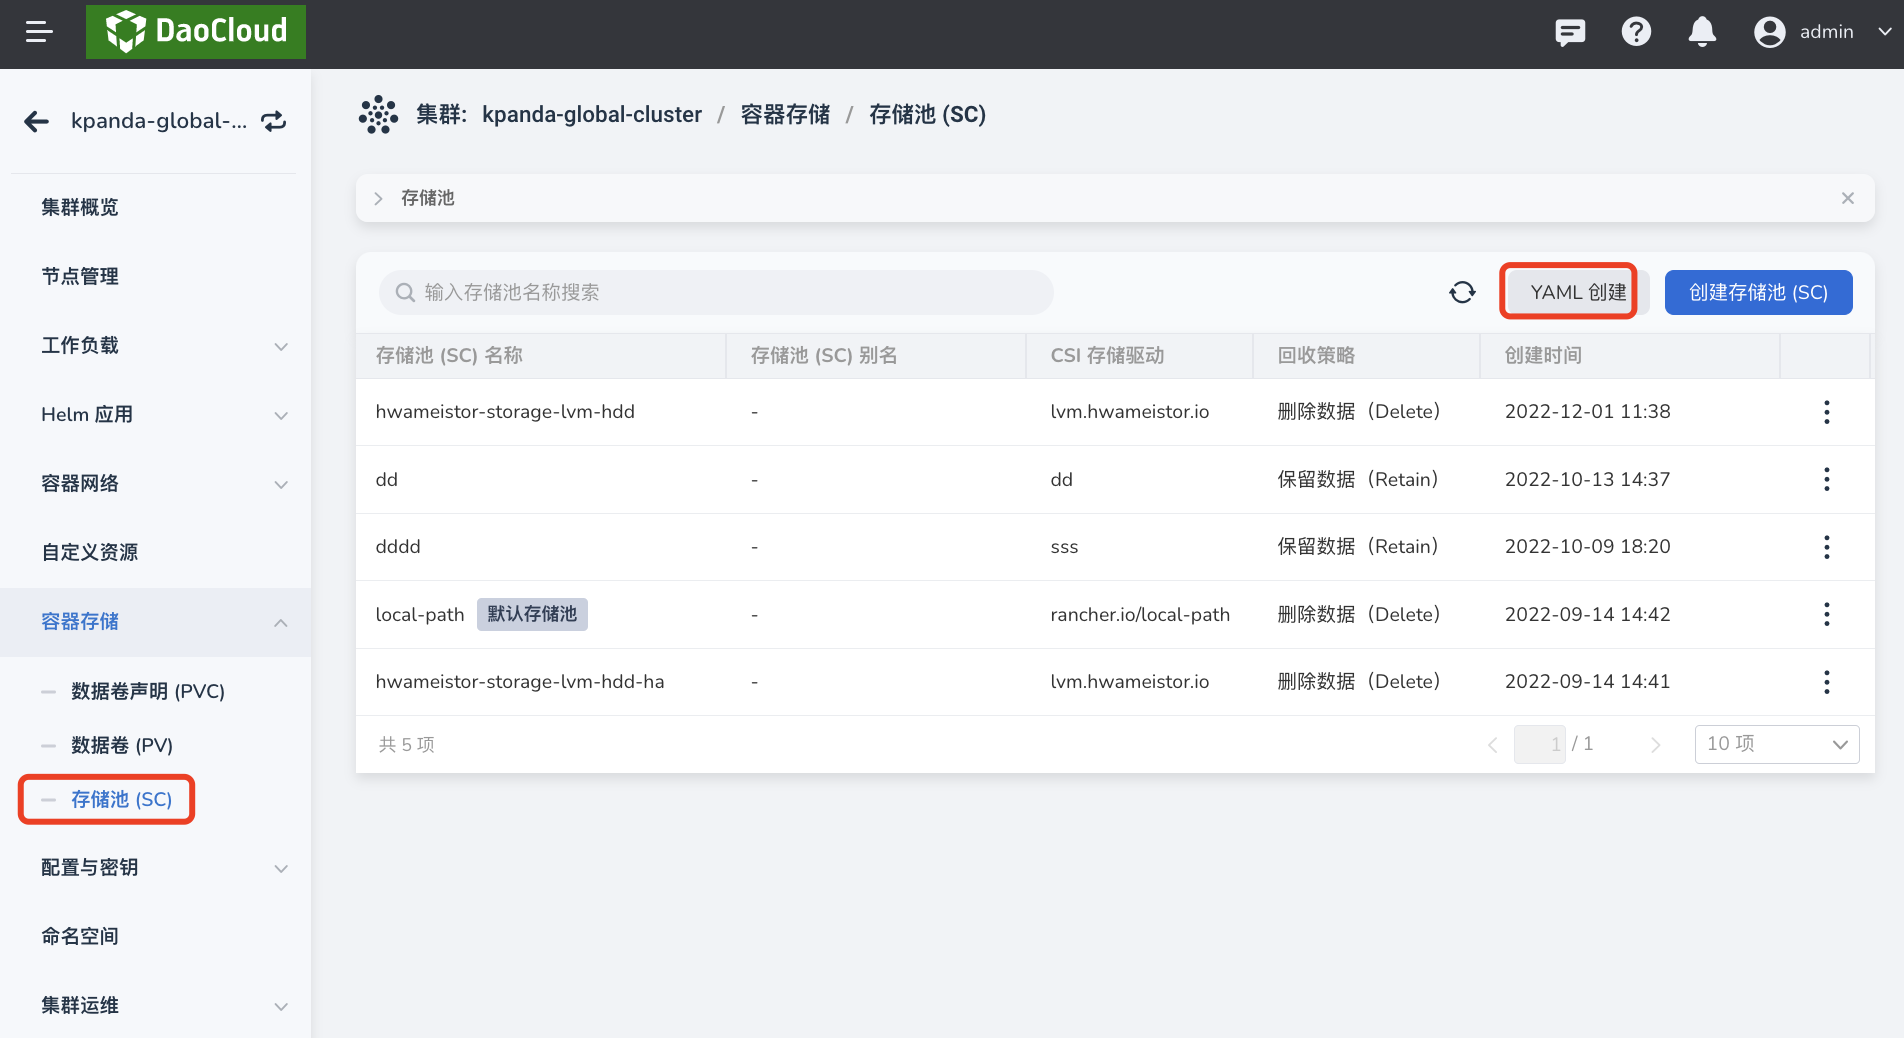 DaoCloud
admin
kpanda-global-...
集群概览
节点管理
工作负载
Helm 应用
容器网络
自定义资源
容器存储
数据卷声明 (PVC)
数据卷 (PV)
存储池 (SC)
配置与密钥
命名空间
集群运维
集群: kpanda-global-cluster / 容器存储 / 存储池 (SC)
存储池
输入存储池名称搜索 YAML 创建 创建存储池 (SC)
存储池 (SC) 名称 存储池 (SC) 别名 CSI 存储驱动 回收策略 创建时间
hwameistor-storage-lvm-hdd - lvm.hwameistor.io 删除数据（Delete） 2022-12-01 11:38
dd - dd 保留数据（Retain） 2022-10-13 14:37
dddd - sss 保留数据（Retain） 2022-10-09 18:20
local-path 默认存储池 - rancher.io/local-path 删除数据（Delete） 2022-09-14 14:42
hwameistor-storage-lvm-hdd-ha - lvm.hwameistor.io 删除数据（Delete） 2022-09-14 14:41
共 5 项 1 / 1 10 项